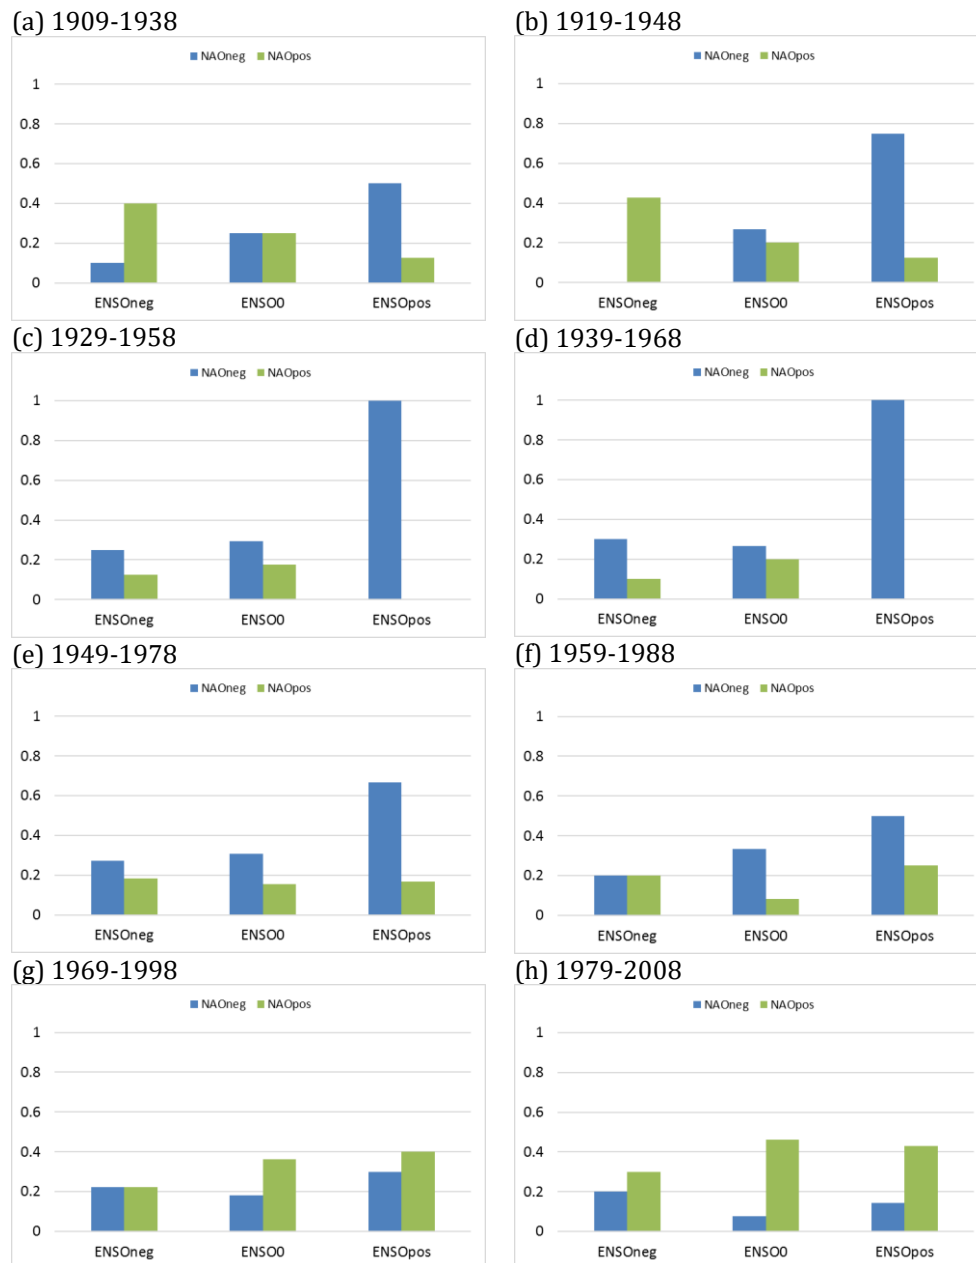 (a) 1909-1938
NAOneg NAOpos
1
0.8
0.6
0.4
0.2
0
ENSOneg ENSO0 ENSOpos
(b) 1919-1948
NAOneg NAOpos
1
0.8
0.6
0.4
0.2
0
ENSOneg ENSO0 ENSOpos
(c) 1929-1958
NAOneg NAOpos
1
0.8
0.6
0.4
0.2
0
ENSOneg ENSO0 ENSOpos
(d) 1939-1968
NAOneg NAOpos
1
0.8
0.6
0.4
0.2
0
ENSOneg ENSO0 ENSOpos
(e) 1949-1978
NAOneg NAOpos
1
0.8
0.6
0.4
0.2
0
ENSOneg ENSO0 ENSOpos
(f) 1959-1988
NAOneg NAOpos
1
0.8
0.6
0.4
0.2
0
ENSOneg ENSO0 ENSOpos
(g) 1969-1998
NAOneg NAOpos
1
0.8
0.6
0.4
0.2
0
ENSOneg ENSO0 ENSOpos
(h) 1979-2008
NAOneg NAOpos
1
0.8
0.6
0.4
0.2
0
ENSOneg ENSO0 ENSOpos